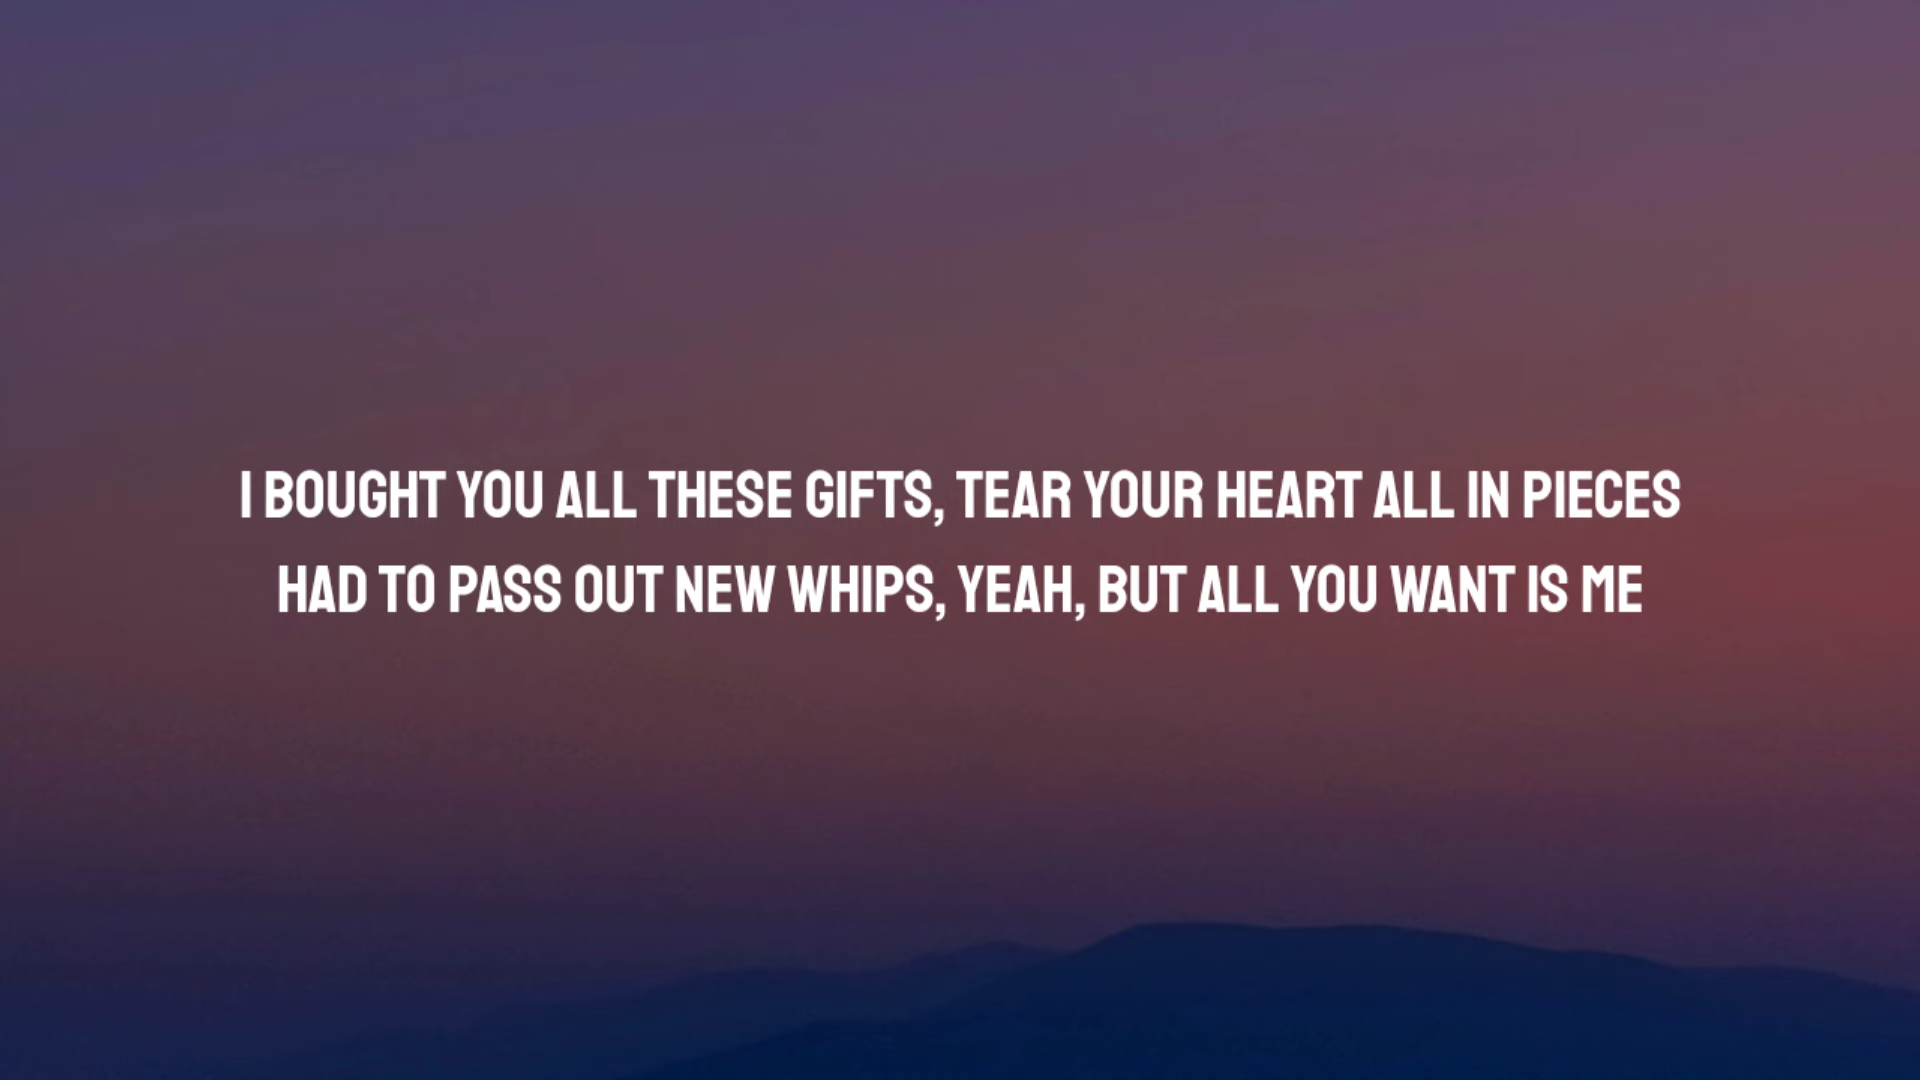 I BOUGHT YOU ALL THESE GIFTS, TEAR YOUR HEART ALL IN PIECES
HAD TO PASS OUT NEW WHIPS, YEAH, BUT ALL YOU WANT IS ME